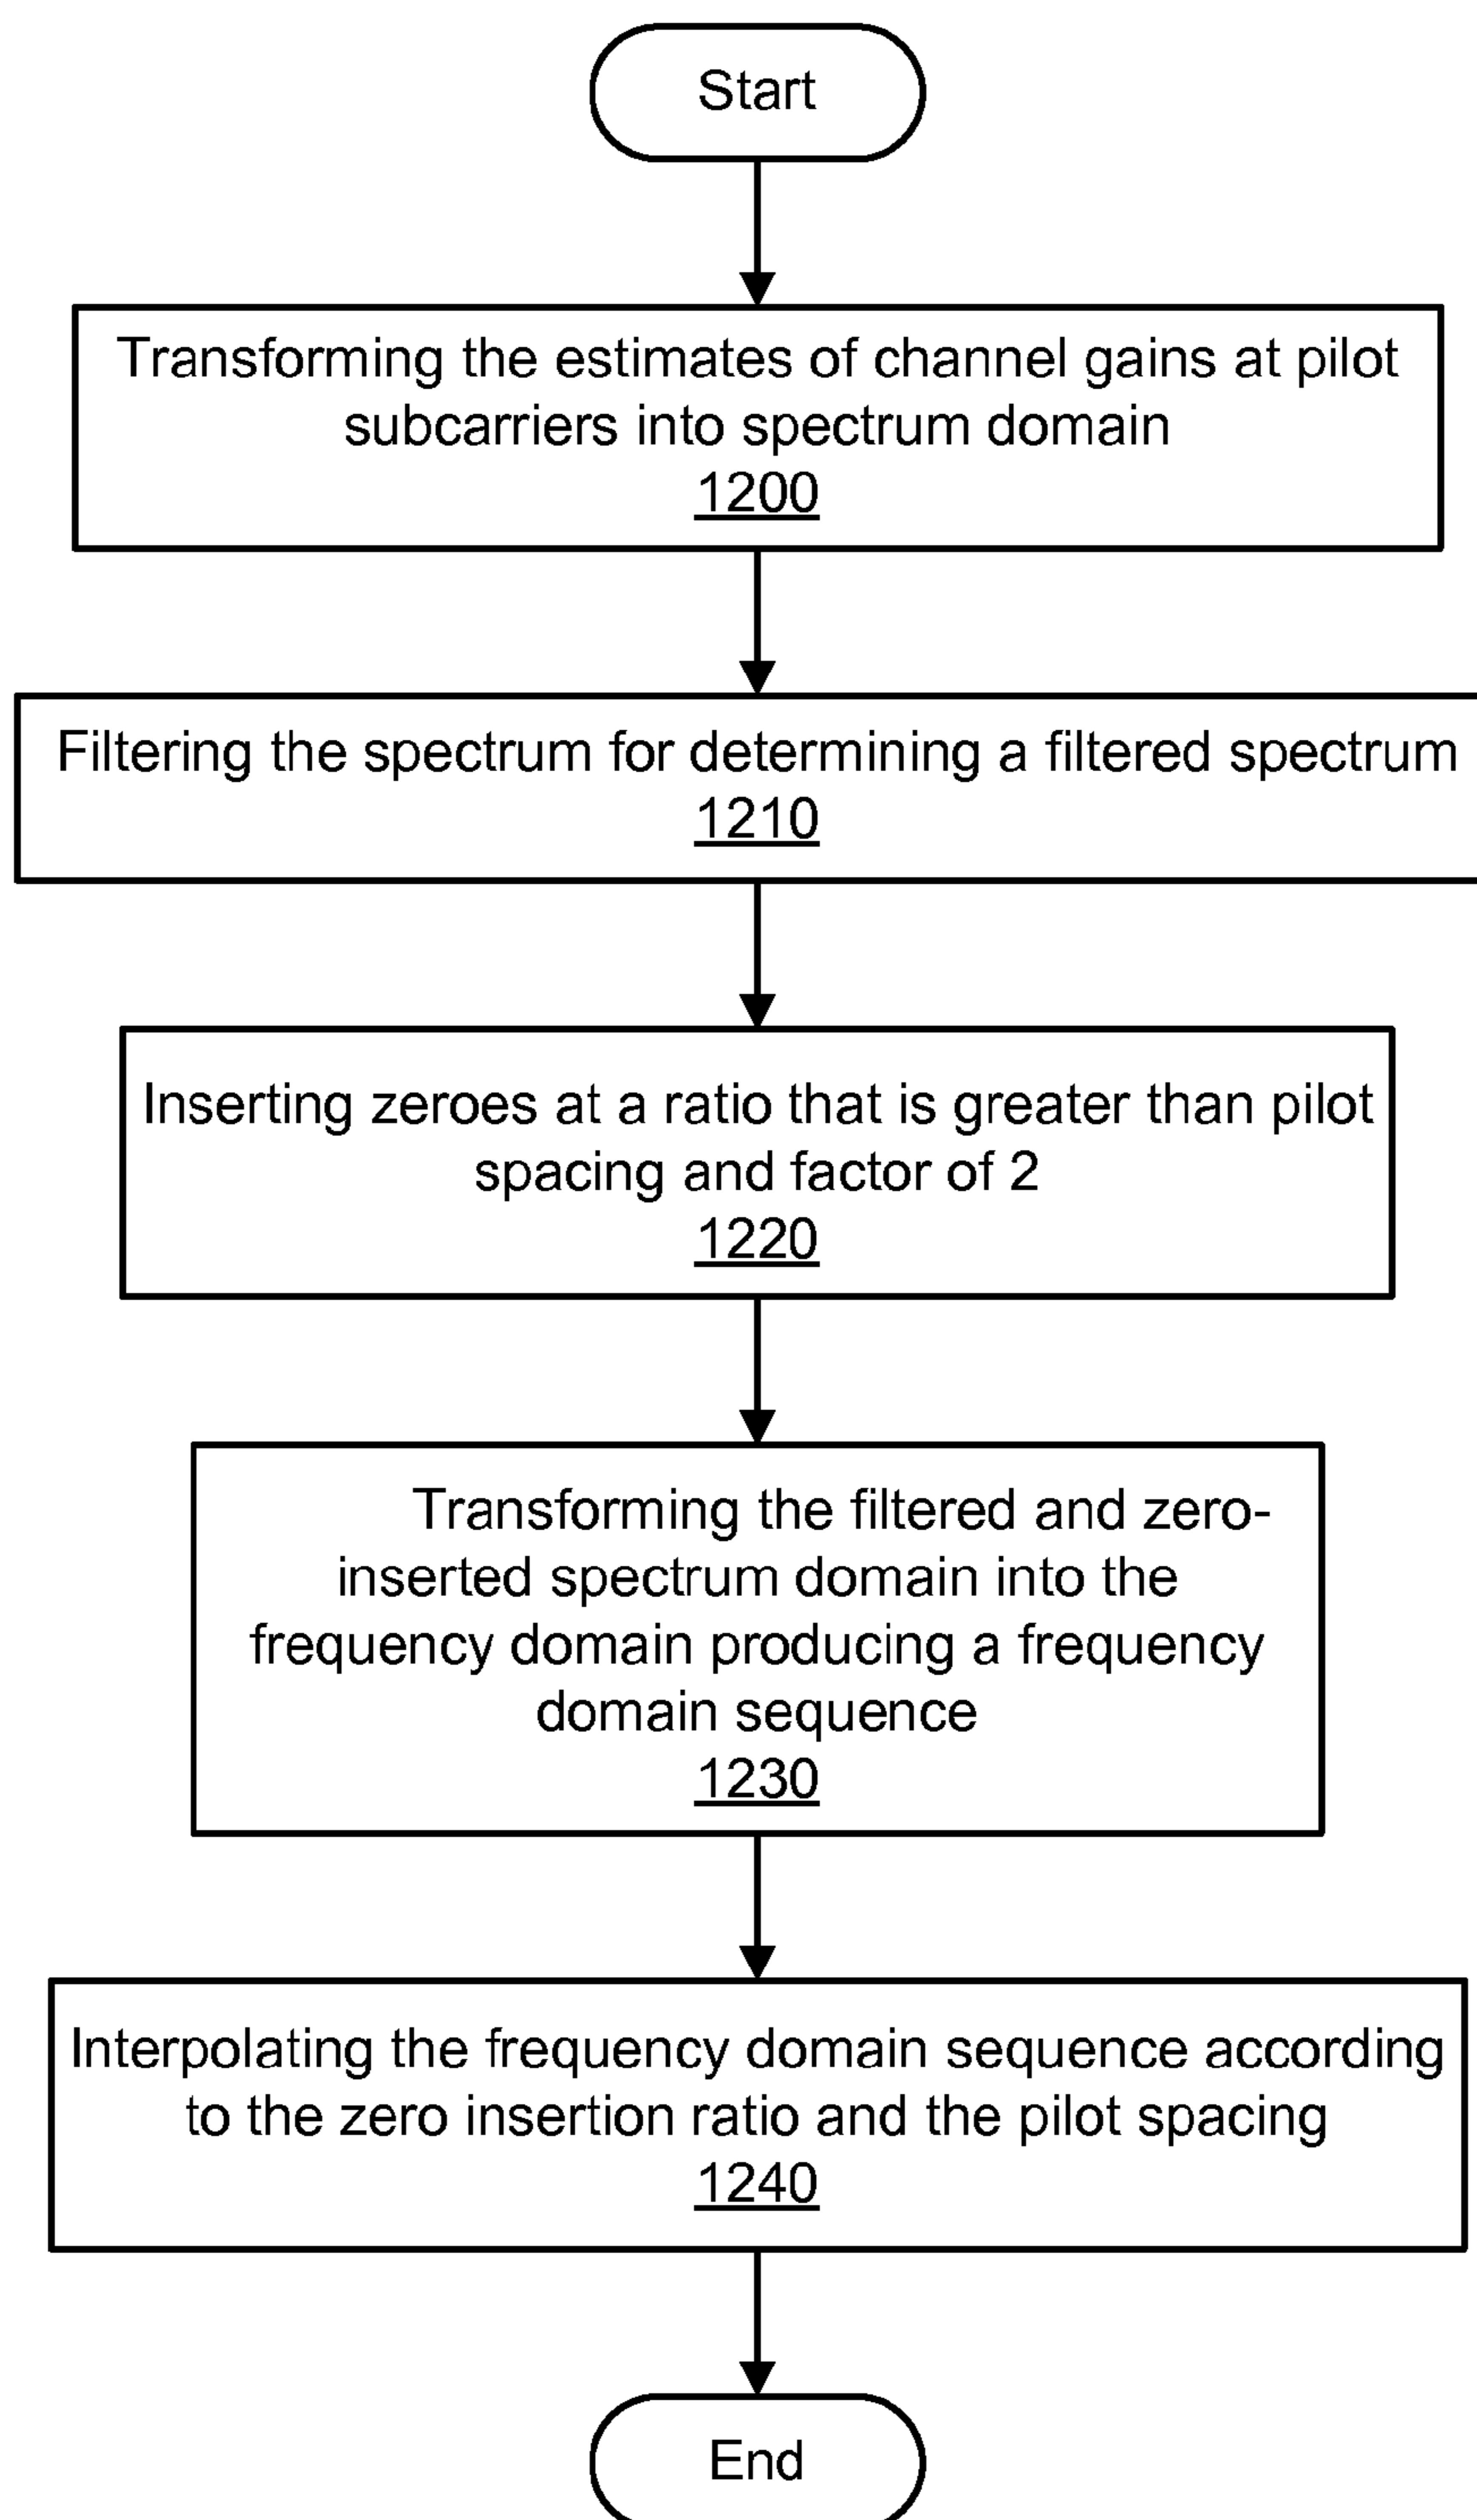 Start
Transforming the estimates of channel gains at pilot
subcarriers into spectrum domain
1200
Filtering the spectrum for determining a filtered spectrum
1210
Inserting zeroes at a ratio that is greater than pilot
spacing and factor of 2
1220
Transforming the filtered and zero-
inserted spectrum domain into the
frequency domain producing a frequency
domain sequence
1230
Interpolating the frequency domain sequence according
to the zero insertion ratio and the pilot spacing
1240
End